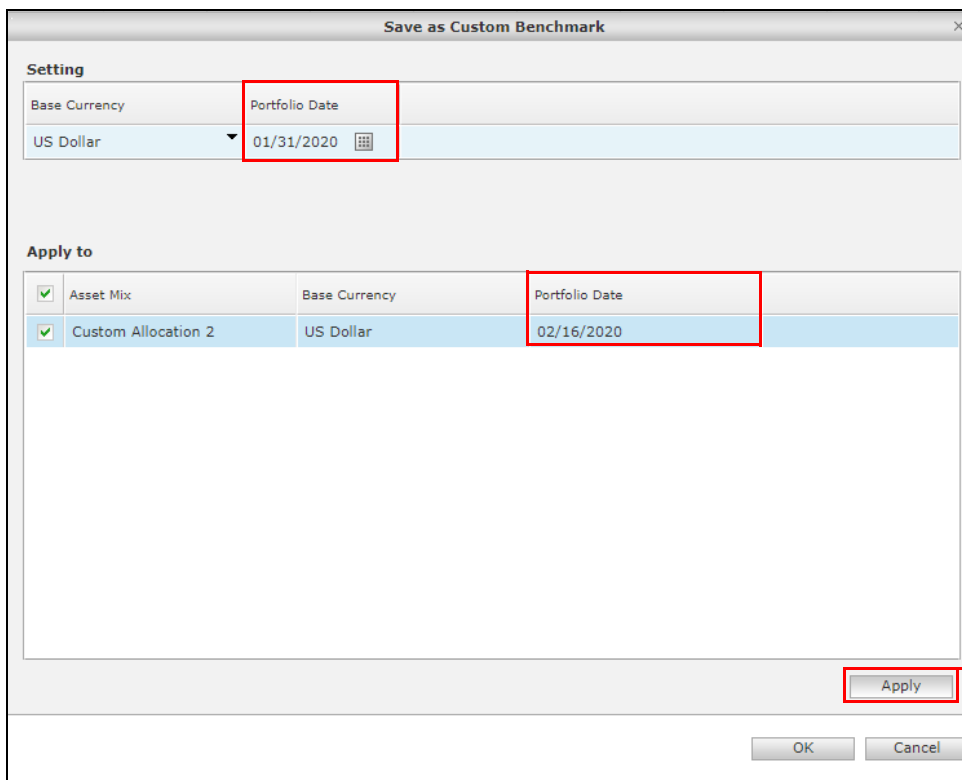 Save as Custom Benchmark
Setting
Base Currency Portfolio Date
US Dollar 01/31/2020
Apply to
Asset Mix Base Currency Portfolio Date
Custom Allocation 2 US Dollar 02/16/2020
Apply
OK Cancel